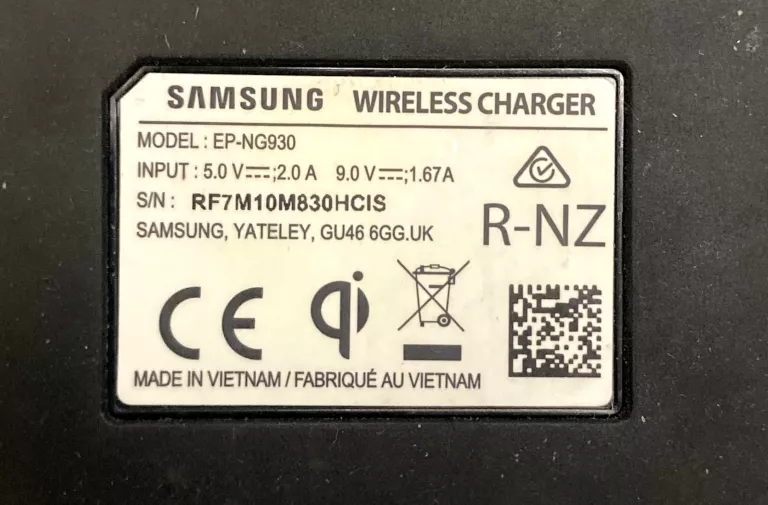 SAMSUNG WIRELESS CHARGER
MODEL : EP-NG930
INPUT : 5.0 V⎓;2.0 A 9.0 V⎓;1.67A
S/N : RF7M10M830HCIS
SAMSUNG, YATELEY, GU46 6GG.UK
R-NZ
CE qi
MADE IN VIETNAM / FABRIQUÉ AU VIETNAM